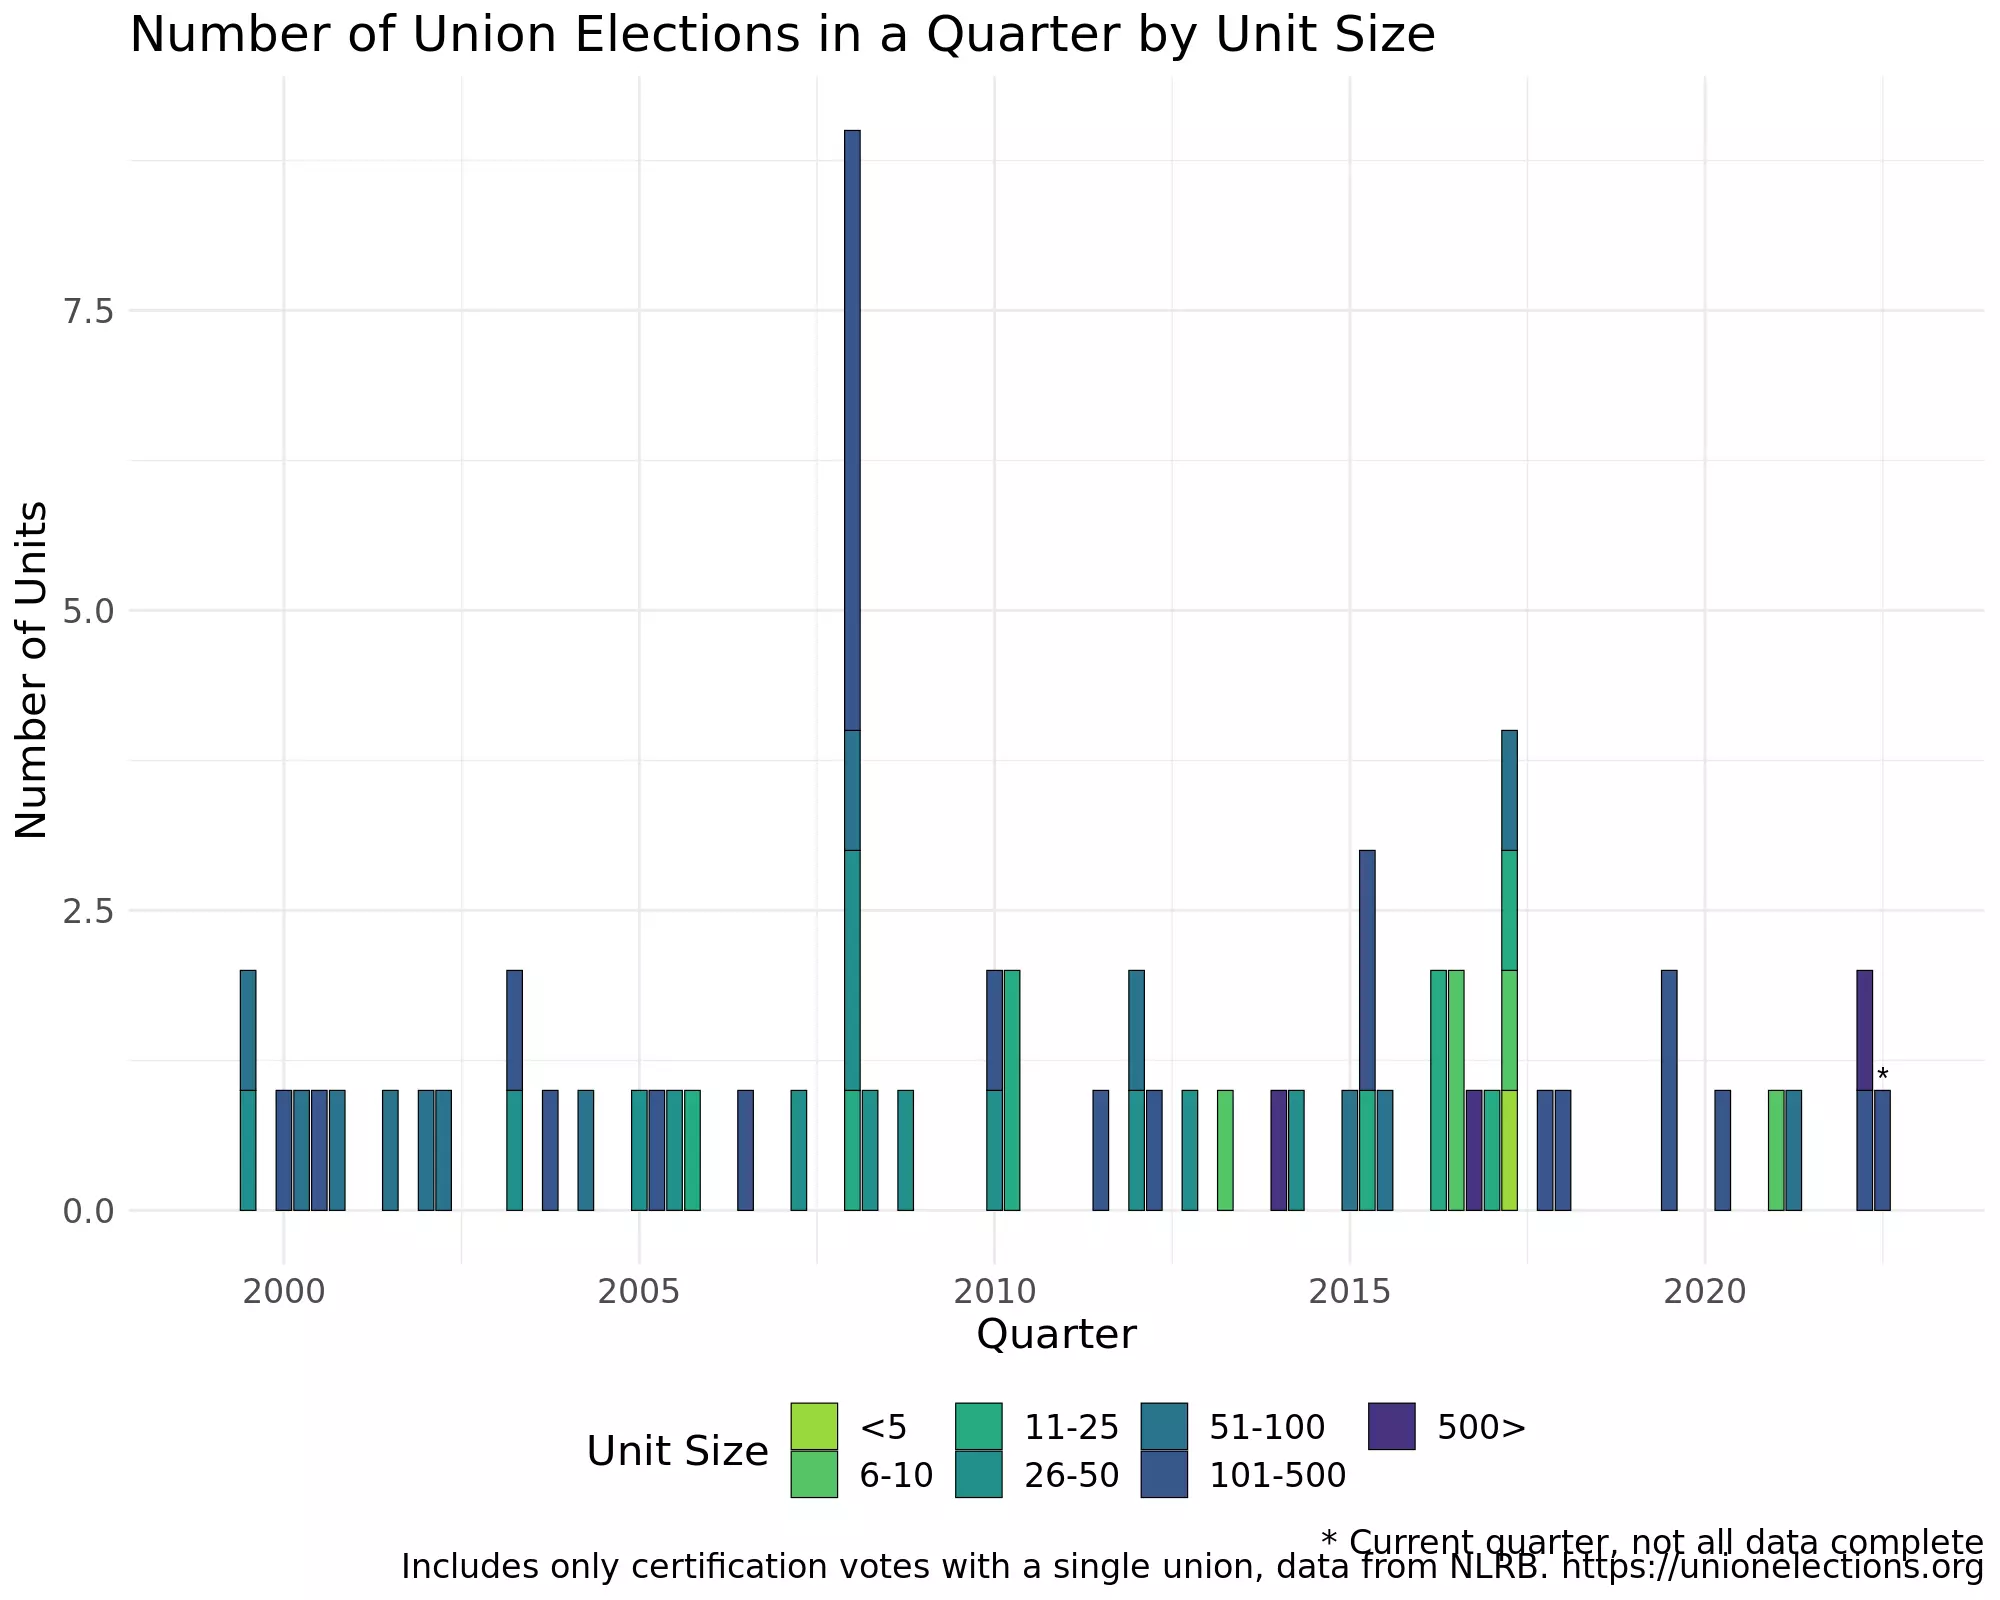 Number of Union Elections in a Quarter by Unit Size
Number of Units
7.5
5.0
2.5
0.0
*
2000 2005 2010 2015 2020
Quarter
Unit Size
<5 11-25 51-100 500>
6-10 26-50 101-500
* Current quarter, not all data complete
Includes only certification votes with a single union, data from NLRB. https://unionelections.org